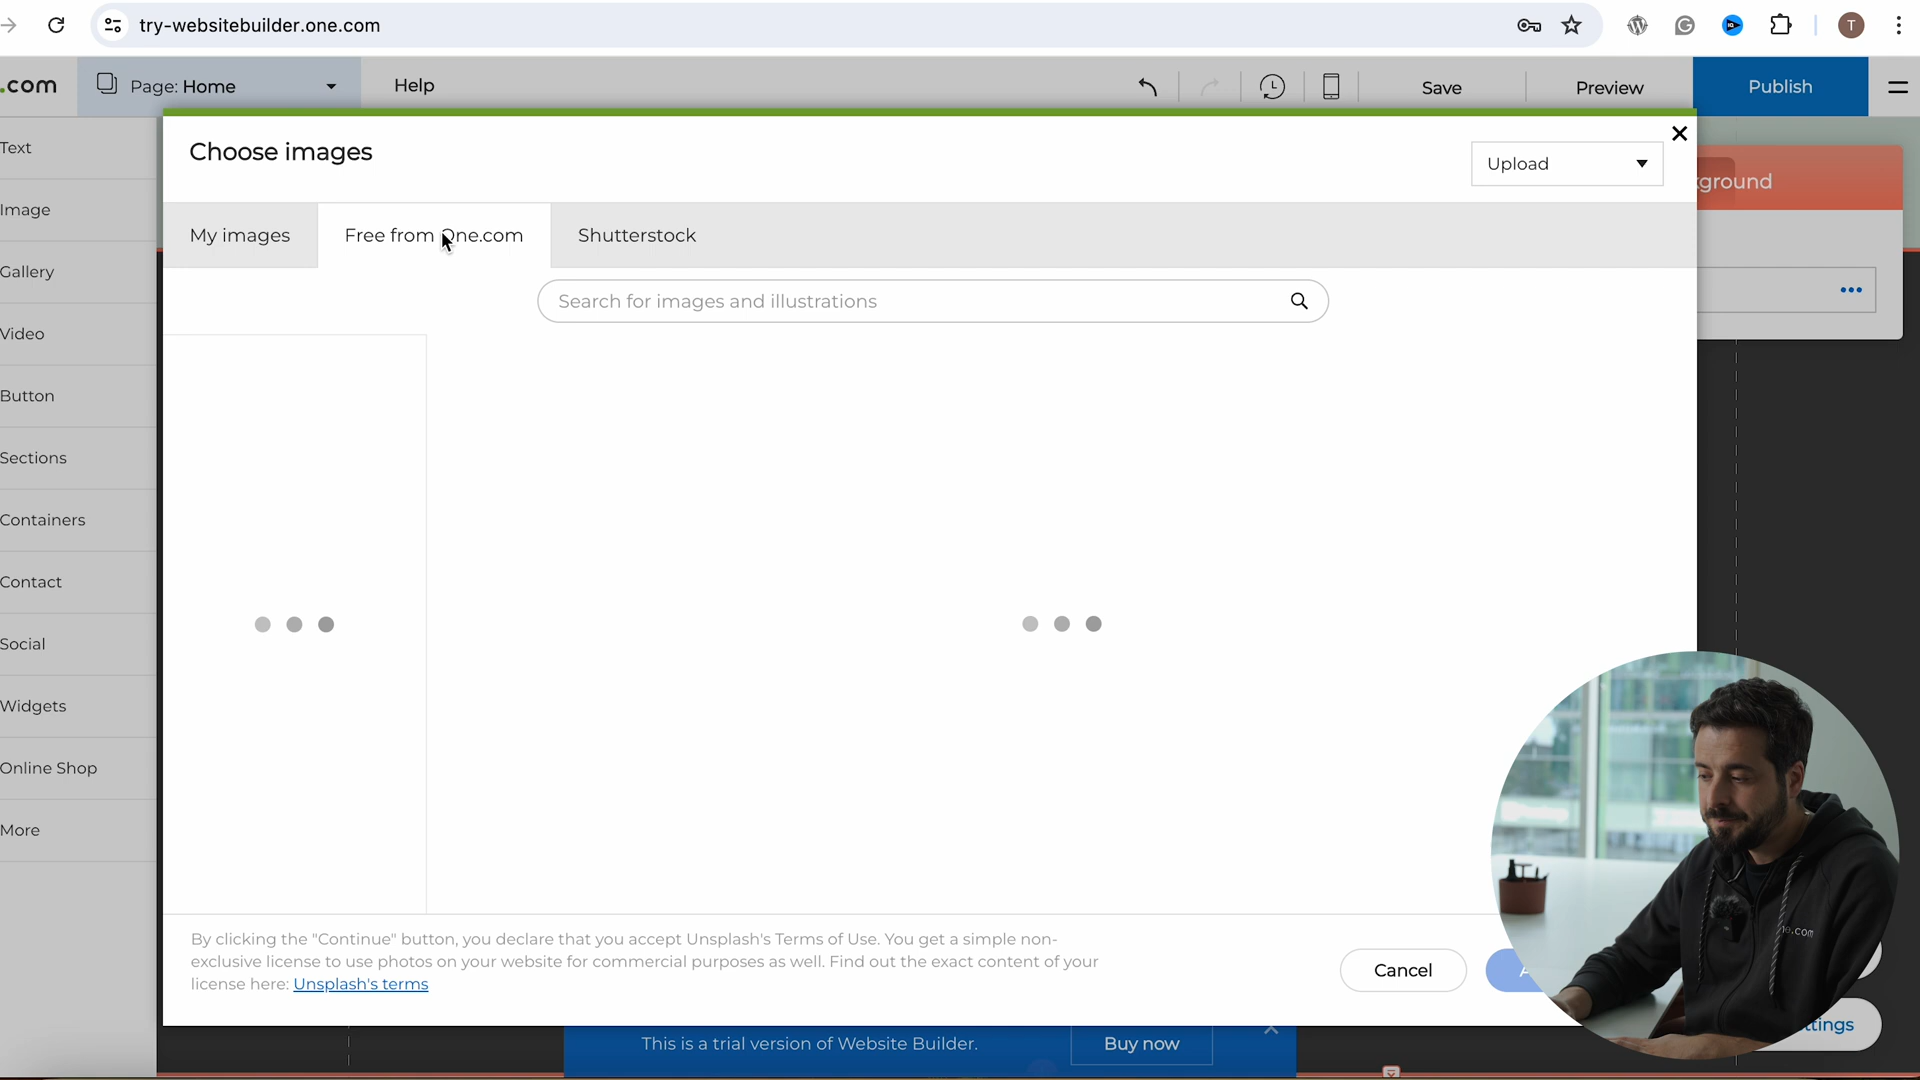 try-websitebuilder.one.com
T
.com
Page: Home
Help
Save
Preview
Publish
Text
Image
Gallery
Video
Button
Sections
Containers
Contact
Social
Widgets
Online Shop
More
Choose images
Upload
My images
Free from One.com
Shutterstock
Search for images and illustrations
By clicking the "Continue" button, you declare that you accept Unsplash's Terms of Use. You get a simple non-
exclusive license to use photos on your website for commercial purposes as well. Find out the exact content of your
license here: Unsplash's terms
Cancel
This is a trial version of Website Builder.
Buy now